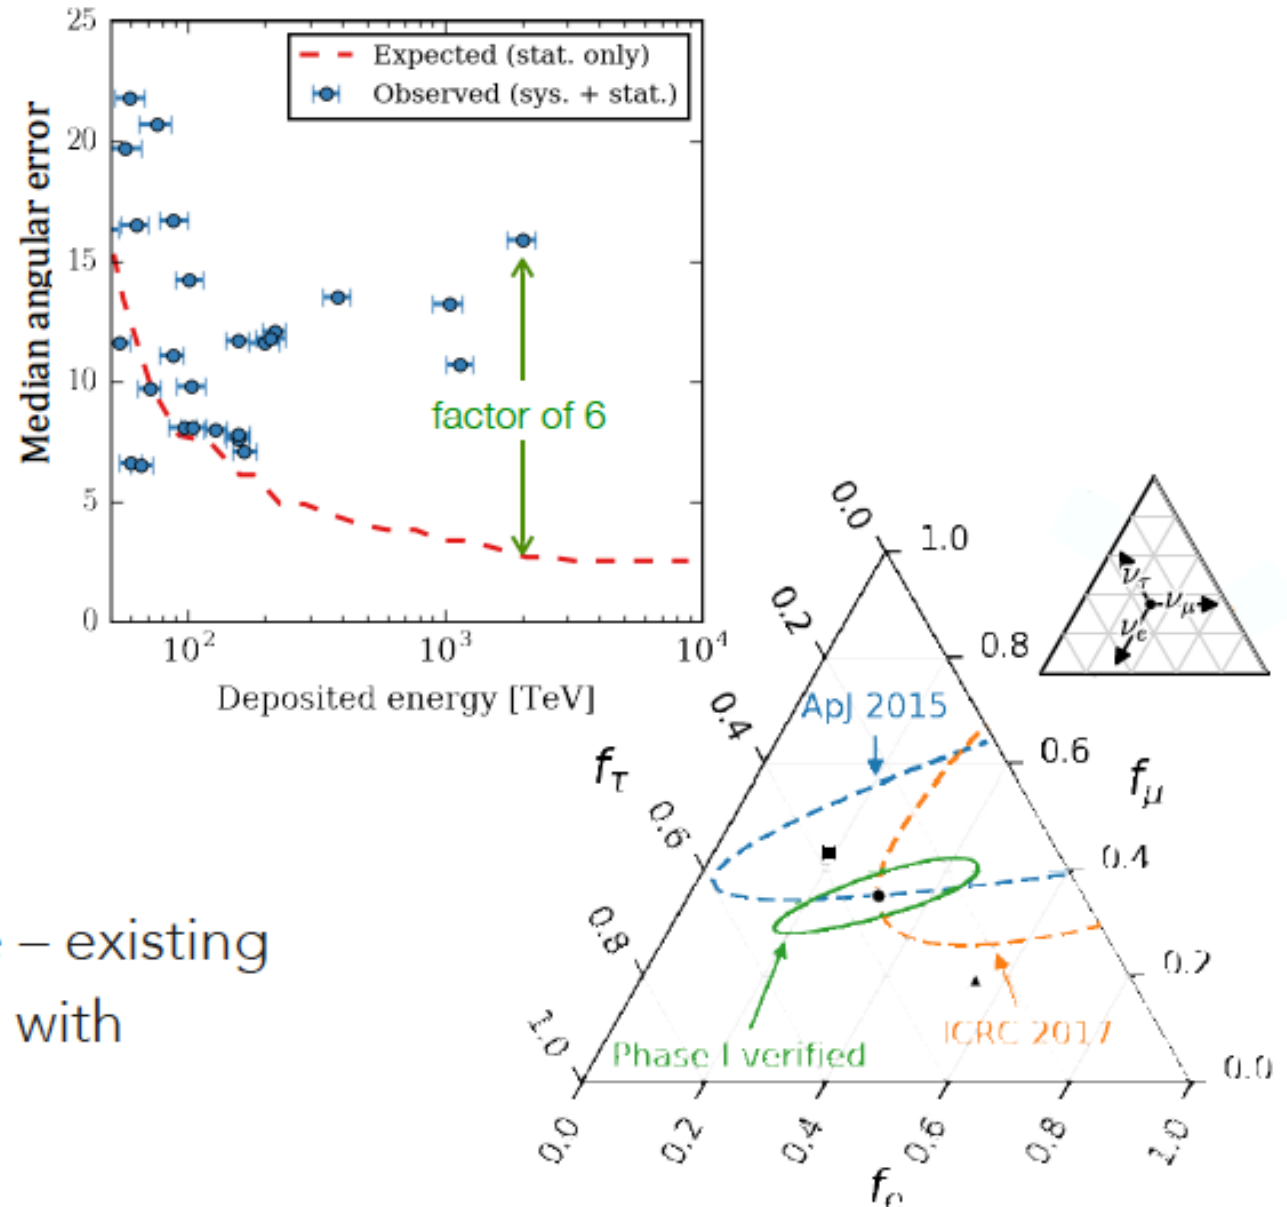 25
20
15
10
5
0
Median angular error
Expected (stat. only)
Observed (sys. + stat.)
factor of 6
10²
10³
10⁴
Deposited energy [TeV]
ν_τ
ν_μ
ν_e
0.0
0.2
0.4
0.6
0.8
1.0
f_τ
1.0
0.8
0.6
0.4
0.2
0.0
f_μ
ApJ 2015
ICRC 2017
Phase I verified
0.0
0.2
0.4
0.6
0.8
1.0
– existing
with